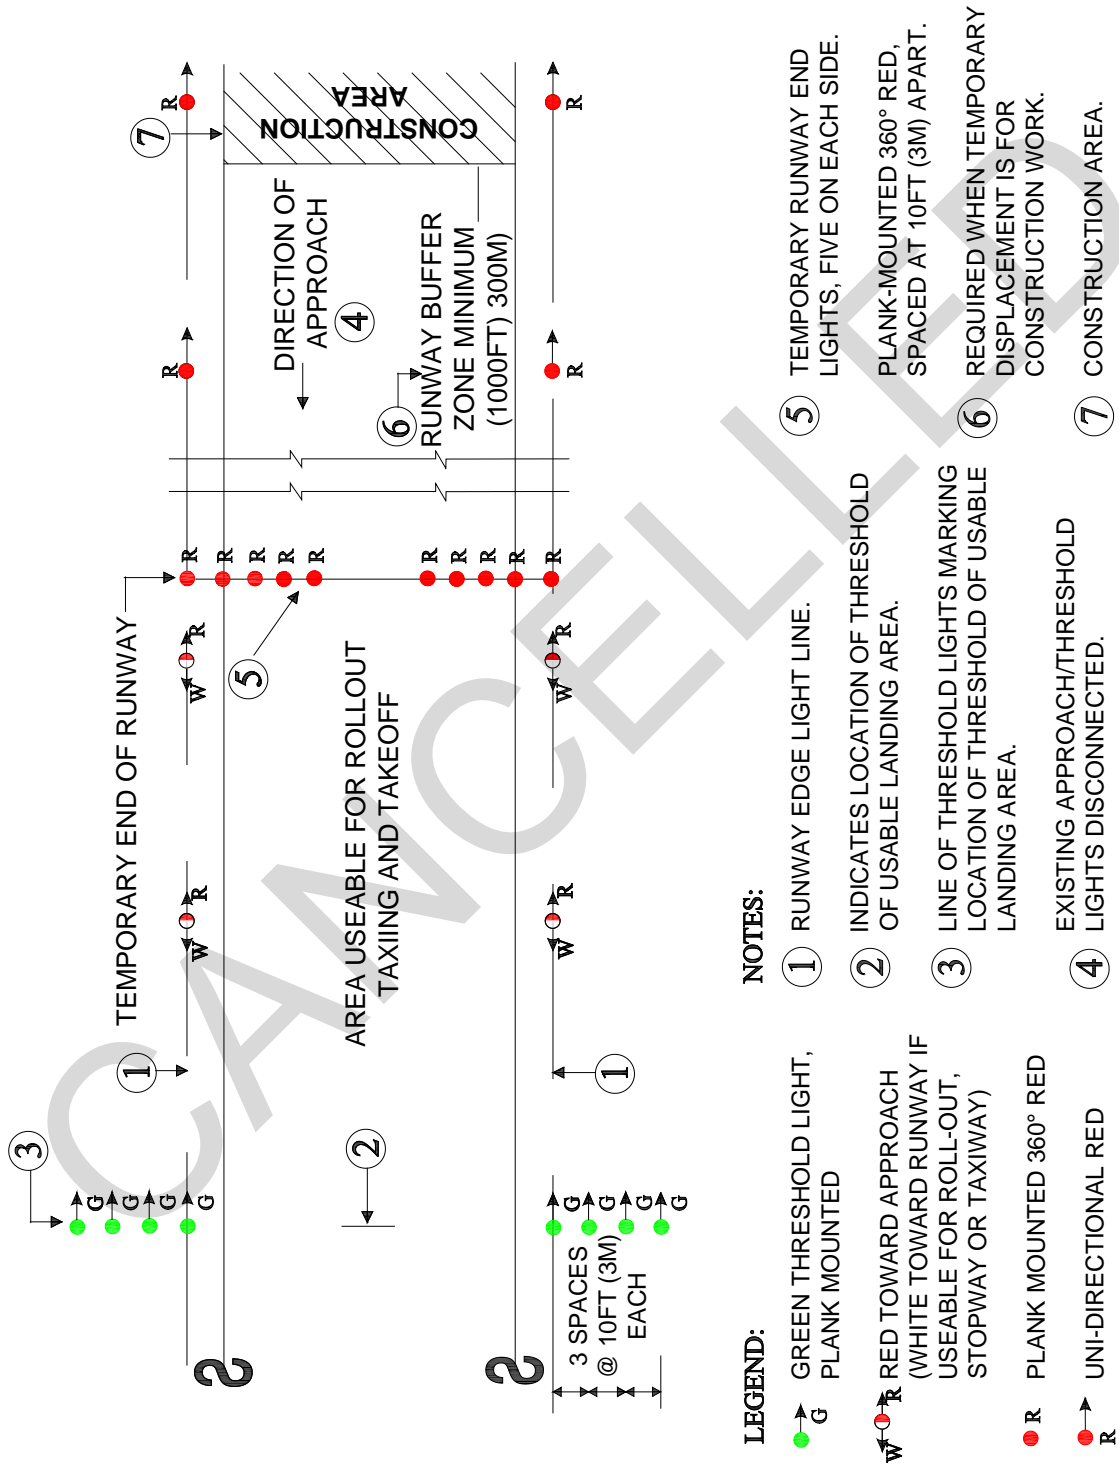 TEMPORARY END OF RUNWAY
7
R
R
CONSTRUCTION
AREA
DIRECTION OF
APPROACH
4
6
RUNWAY BUFFER
ZONE MINIMUM
(1000FT) 300M)
R
R
R
R
R
R
R
R
R
R
R
R
R
R
5
W R
W R
W R
W R
AREA USEABLE FOR ROLLOUT
TAXIING AND TAKEOFF
1
1
2
3
G
G
G
G
G
G
G
G
3 SPACES
@ 10FT (3M)
EACH
S
S
LEGEND:
G
GREEN THRESHOLD LIGHT,
PLANK MOUNTED
W R
RED TOWARD APPROACH
(WHITE TOWARD RUNWAY IF
USEABLE FOR ROLL-OUT,
STOPWAY OR TAXIWAY)
R
PLANK MOUNTED 360° RED
R
UNI-DIRECTIONAL RED
NOTES:
1 RUNWAY EDGE LIGHT LINE.
2 INDICATES LOCATION OF THRESHOLD
OF USABLE LANDING AREA.
3 LINE OF THRESHOLD LIGHTS MARKING
LOCATION OF THRESHOLD OF USABLE
LANDING AREA.
4 EXISTING APPROACH/THRESHOLD
LIGHTS DISCONNECTED.
5 TEMPORARY RUNWAY END
LIGHTS, FIVE ON EACH SIDE.
PLANK-MOUNTED 360° RED,
SPACED AT 10FT (3M) APART.
6 REQUIRED WHEN TEMPORARY
DISPLACEMENT IS FOR
CONSTRUCTION WORK.
7 CONSTRUCTION AREA.
CANCELLED